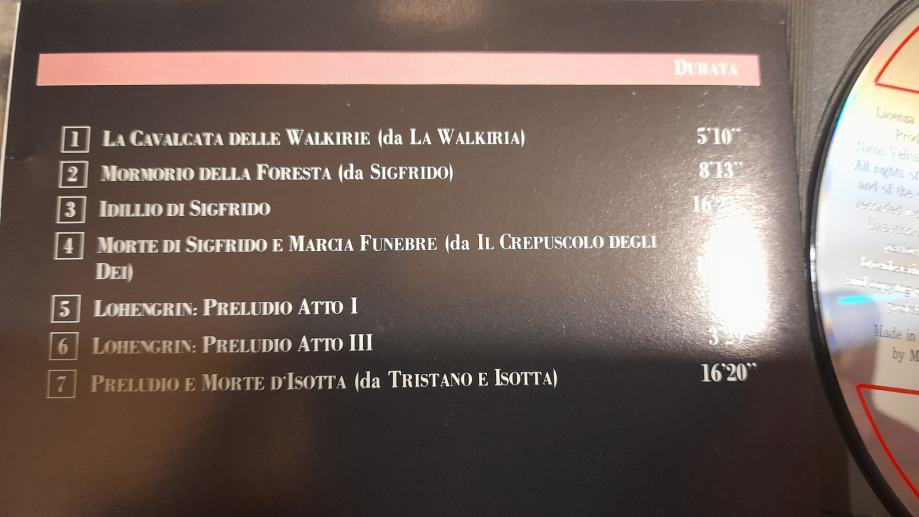 DURATA
1 LA CAVALCATA DELLE WALKIRIE (da LA WALKIRIA) 5'10"
2 MORMORIO DELLA FORESTA (da SIGFRIDO) 8'13"
3 IDILLIO DI SIGFRIDO
4 MORTE DI SIGFRIDO E MARCIA FUNEBRE (da IL CREPUSCOLO DEGLI
DEI)
5 LOHENGRIN: PRELUDIO ATTO I
6 LOHENGRIN: PRELUDIO ATTO III
7 PRELUDIO E MORTE D'ISOTTA (da TRISTANO E ISOTTA) 16'20"
Licenza
All rights of
and of the
Made in
by M